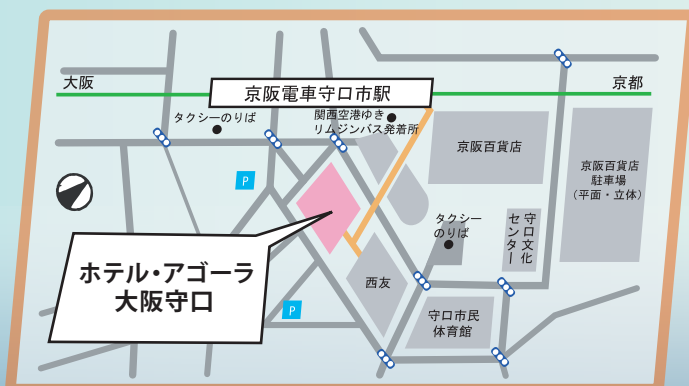 大阪
京阪電車守口市駅
京都
タクシーのりば
関西空港ゆき
リムジンバス発着所
京阪百貨店
京阪百貨店
駐車場
(平面・立体)
P
タクシー
のりば
守口文化
センター
ホテル・アゴーラ
大阪守口
西友
P
守口市民
体育館